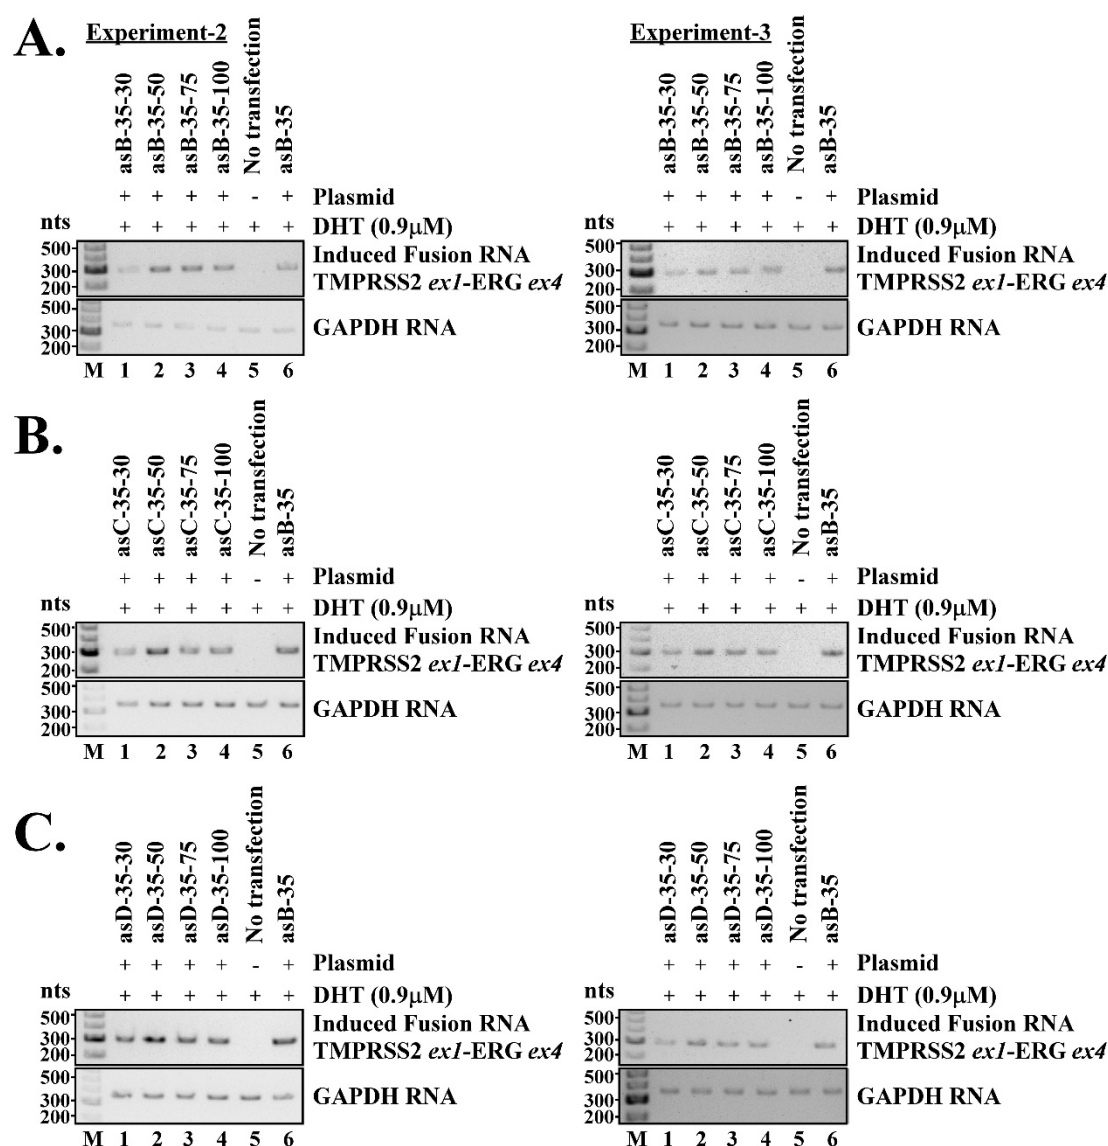 A.
Experiment-2
asB-35-30
asB-35-50
asB-35-75
asB-35-100
No transfection
asB-35
+ + + + - + Plasmid
nts + + + + + + DHT (0.9µM)
500
300
200
Induced Fusion RNA
TMPRSS2 ex1-ERG ex4
300
200
GAPDH RNA
M 1 2 3 4 5 6
Experiment-3
asB-35-30
asB-35-50
asB-35-75
asB-35-100
No transfection
asB-35
+ + + + - + Plasmid
nts + + + + + + DHT (0.9µM)
500
300
200
Induced Fusion RNA
TMPRSS2 ex1-ERG ex4
500
300
200
GAPDH RNA
M 1 2 3 4 5 6
B.
asC-35-30
asC-35-50
asC-35-75
asC-35-100
No transfection
asB-35
+ + + + - + Plasmid
nts + + + + + + DHT (0.9µM)
500
300
200
Induced Fusion RNA
TMPRSS2 ex1-ERG ex4
500
300
200
GAPDH RNA
M 1 2 3 4 5 6
asC-35-30
asC-35-50
asC-35-75
asC-35-100
No transfection
asB-35
+ + + + - + Plasmid
nts + + + + + + DHT (0.9µM)
500
300
200
Induced Fusion RNA
TMPRSS2 ex1-ERG ex4
500
300
200
GAPDH RNA
M 1 2 3 4 5 6
C.
asD-35-30
asD-35-50
asD-35-75
asD-35-100
No transfection
asB-35
+ + + + - + Plasmid
nts + + + + + + DHT (0.9µM)
500
300
200
Induced Fusion RNA
TMPRSS2 ex1-ERG ex4
500
300
200
GAPDH RNA
M 1 2 3 4 5 6
asD-35-30
asD-35-50
asD-35-75
asD-35-100
No transfection
asB-35
+ + + + - + Plasmid
nts + + + + + + DHT (0.9µM)
500
300
200
Induced Fusion RNA
TMPRSS2 ex1-ERG ex4
500
300
200
GAPDH RNA
M 1 2 3 4 5 6